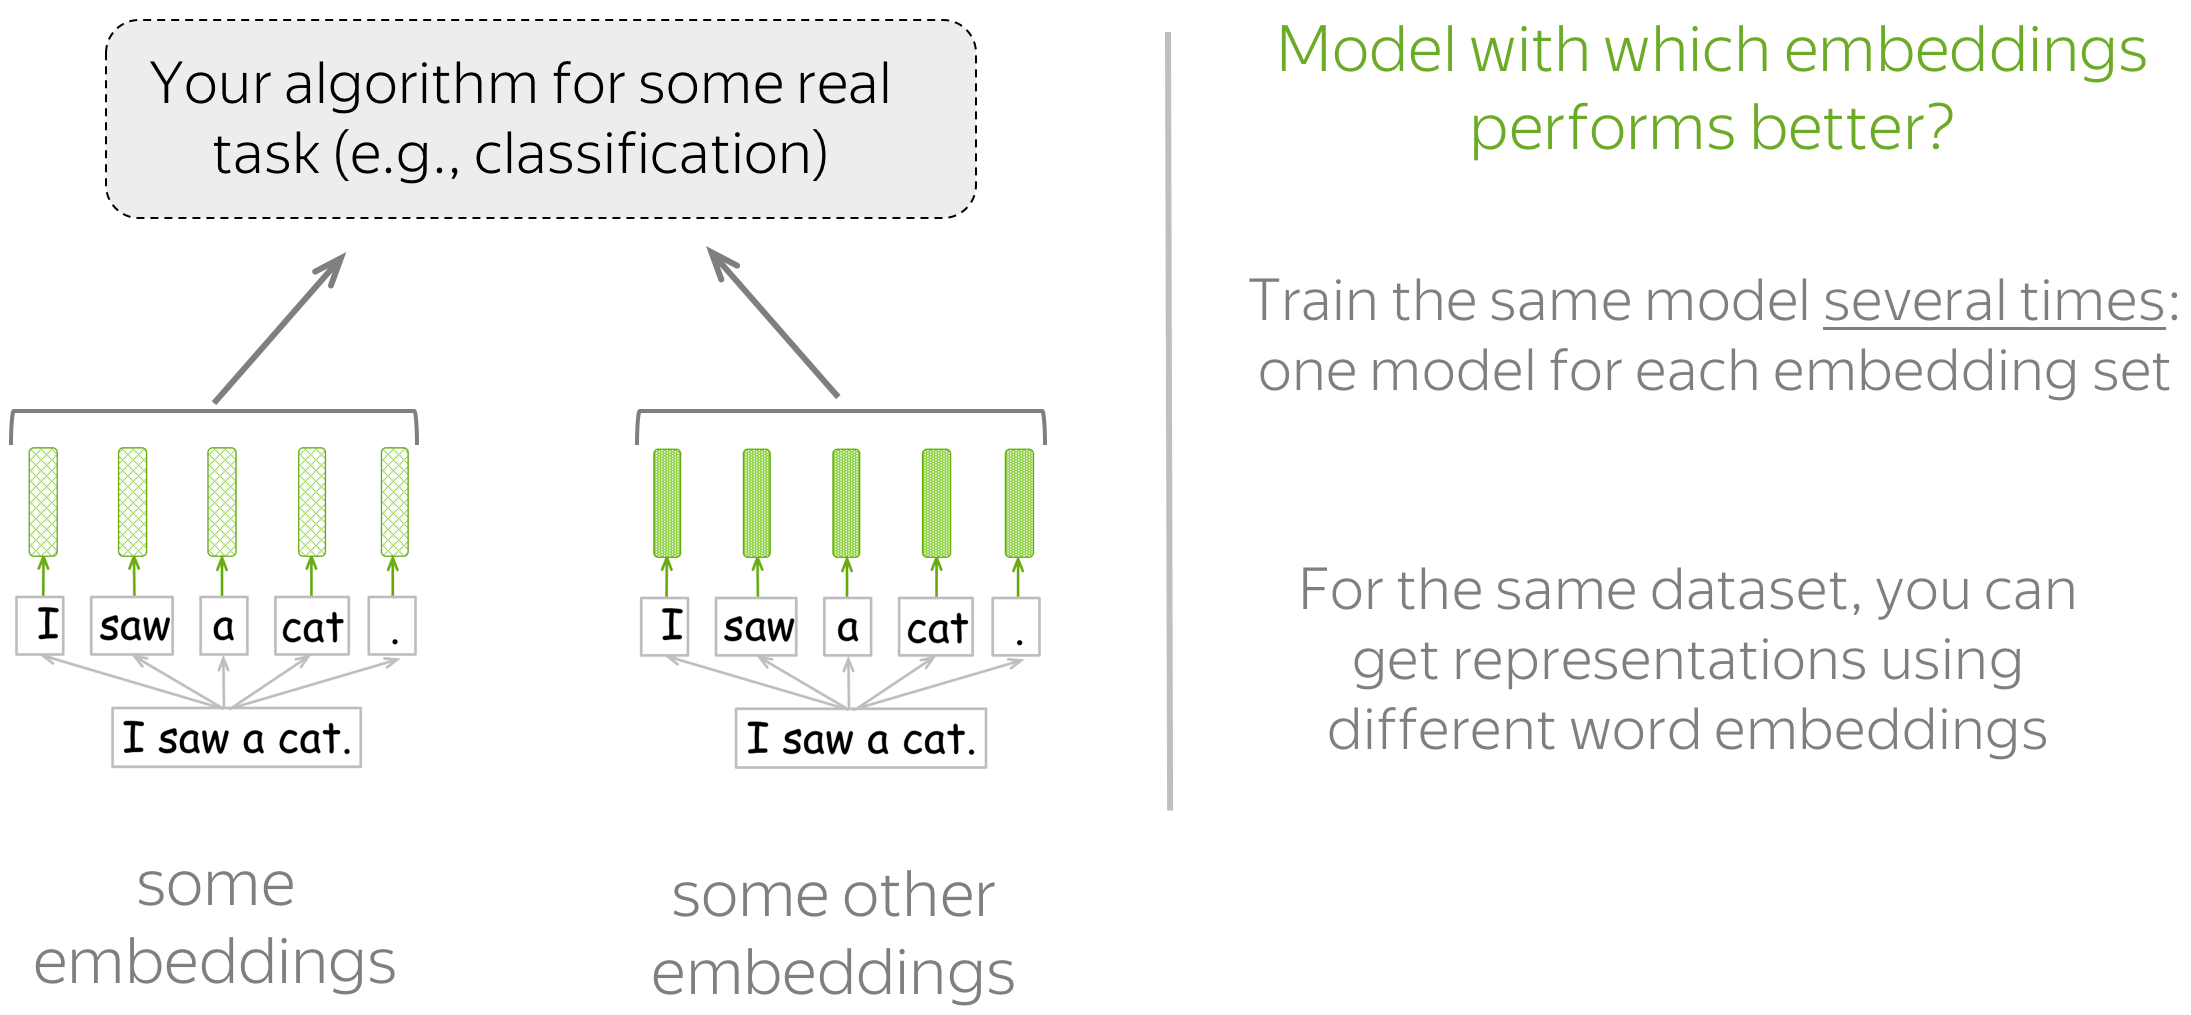 Your algorithm for some real
task (e.g., classification)
I saw a cat .
I saw a cat.
some
embeddings
I saw a cat .
I saw a cat.
some other
embeddings
Model with which embeddings
performs better?
Train the same model several times:
one model for each embedding set
For the same dataset, you can
get representations using
different word embeddings